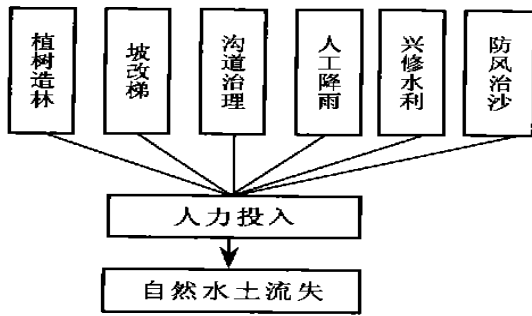 植树造林
坡改梯
沟道治理
人工降雨
兴修水利
防风治沙
人力投入
自然水土流失